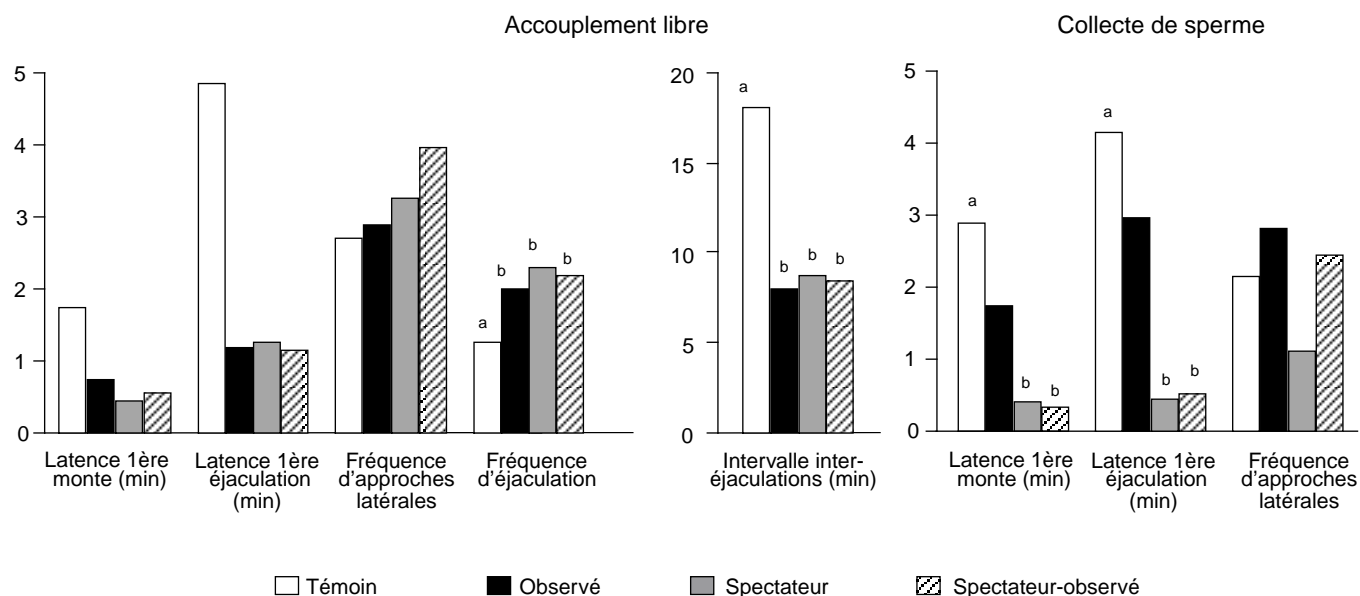 Accouplement libre
Collecte de sperme
5
4
3
2
1
0
a
b
b
b
Latence 1ère
monte (min)
Latence 1ère
éjaculation
(min)
Fréquence
d'approches
latérales
Fréquence
d'éjaculation
20
15
10
5
0
a
b
b
b
Intervalle inter-
éjaculations (min)
5
4
3
2
1
0
a
b
b
a
b
b
Latence 1ère
monte (min)
Latence 1ère
éjaculation
(min)
Fréquence
d'approches
latérales
Témoin
Observé
Spectateur
Spectateur-observé